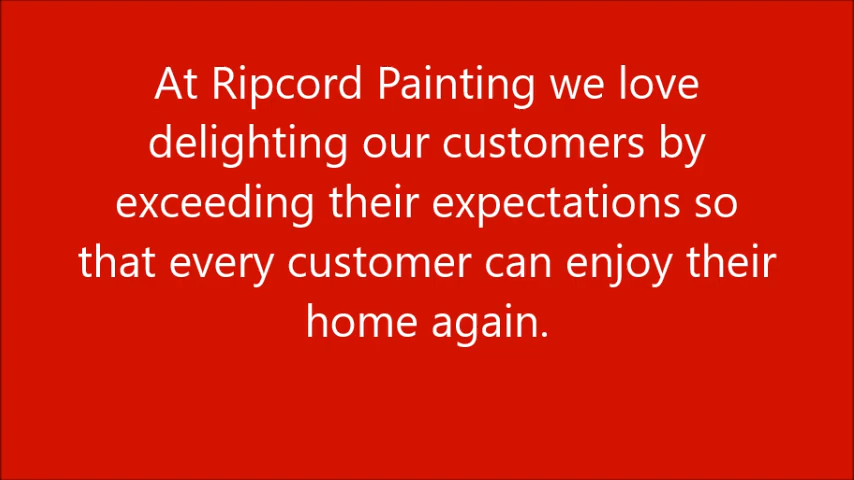 At Ripcord Painting we love
delighting our customers by
exceeding their expectations so
that every customer can enjoy their
home again.